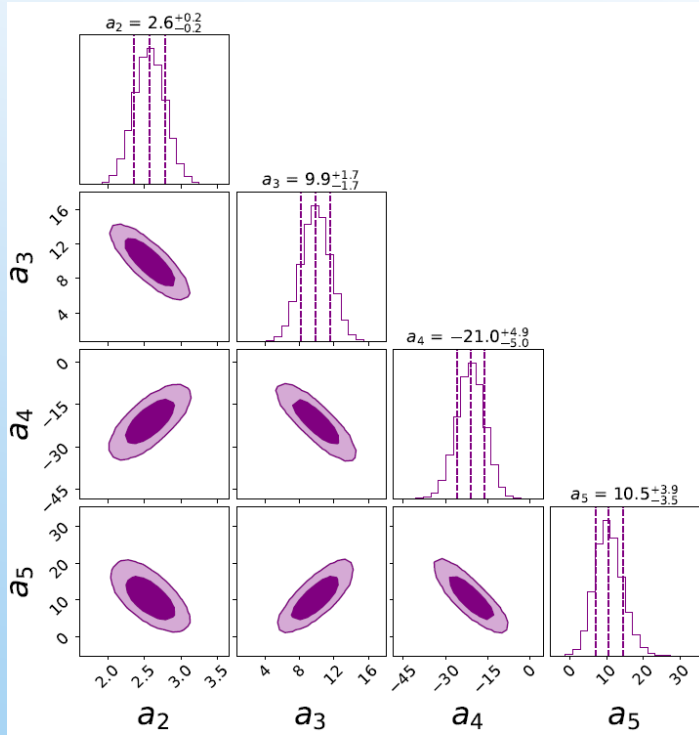 a₂ = 2.6⁺⁰·²₋₀.₂
a₃ = 9.9⁺¹·⁷₋₁.₇
16
12
8
4
a₃
a₄ = −21.0⁺⁴·⁹₋₅.₀
0
−15
−30
−45
a₄
a₅ = 10.5⁺³·⁹₋₃.₅
30
20
10
0
a₅
2.0 2.5 3.0 3.5 4 8 12 16 −45 −30 −15 0 0 10 20 30
a₂ a₃ a₄ a₅